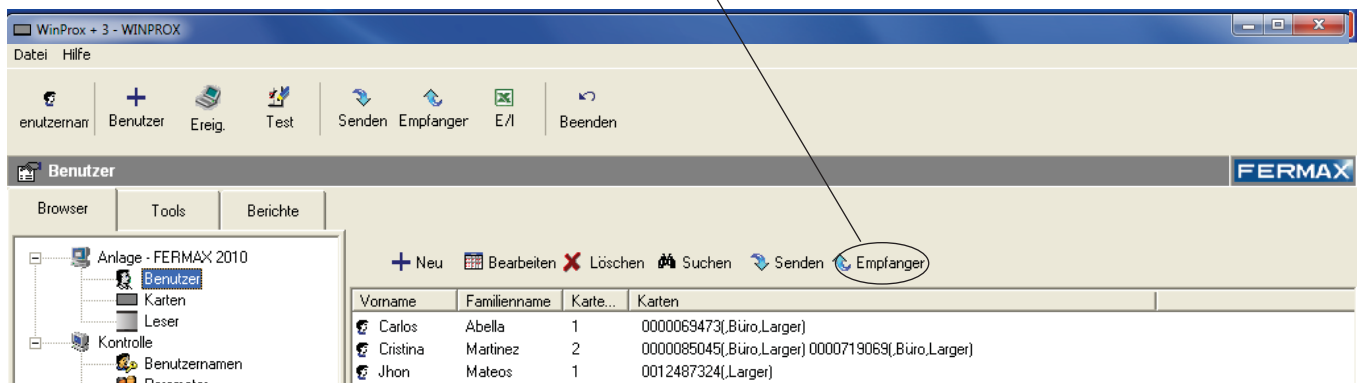 WinProx + 3 - WINPROX
Datei Hilfe
enutzernarr Benutzer Ereig. Test Senden Empfanger E/I Beenden
Benutzer FERMAX
Browser Tools Berichte
Anlage - FERMAX 2010
Neu Bearbeiten Löschen Suchen Senden Empfanger
Benutzer
Karten
Leser
Kontrolle
Benutzernamen
Vorname Familienname Karte... Karten
Carlos Abella 1 0000069473(,Büro,Larger)
Cristina Martinez 2 0000085045(,Büro,Larger) 0000719069(,Büro,Larger)
Jhon Mateos 1 0012487324(,Larger)